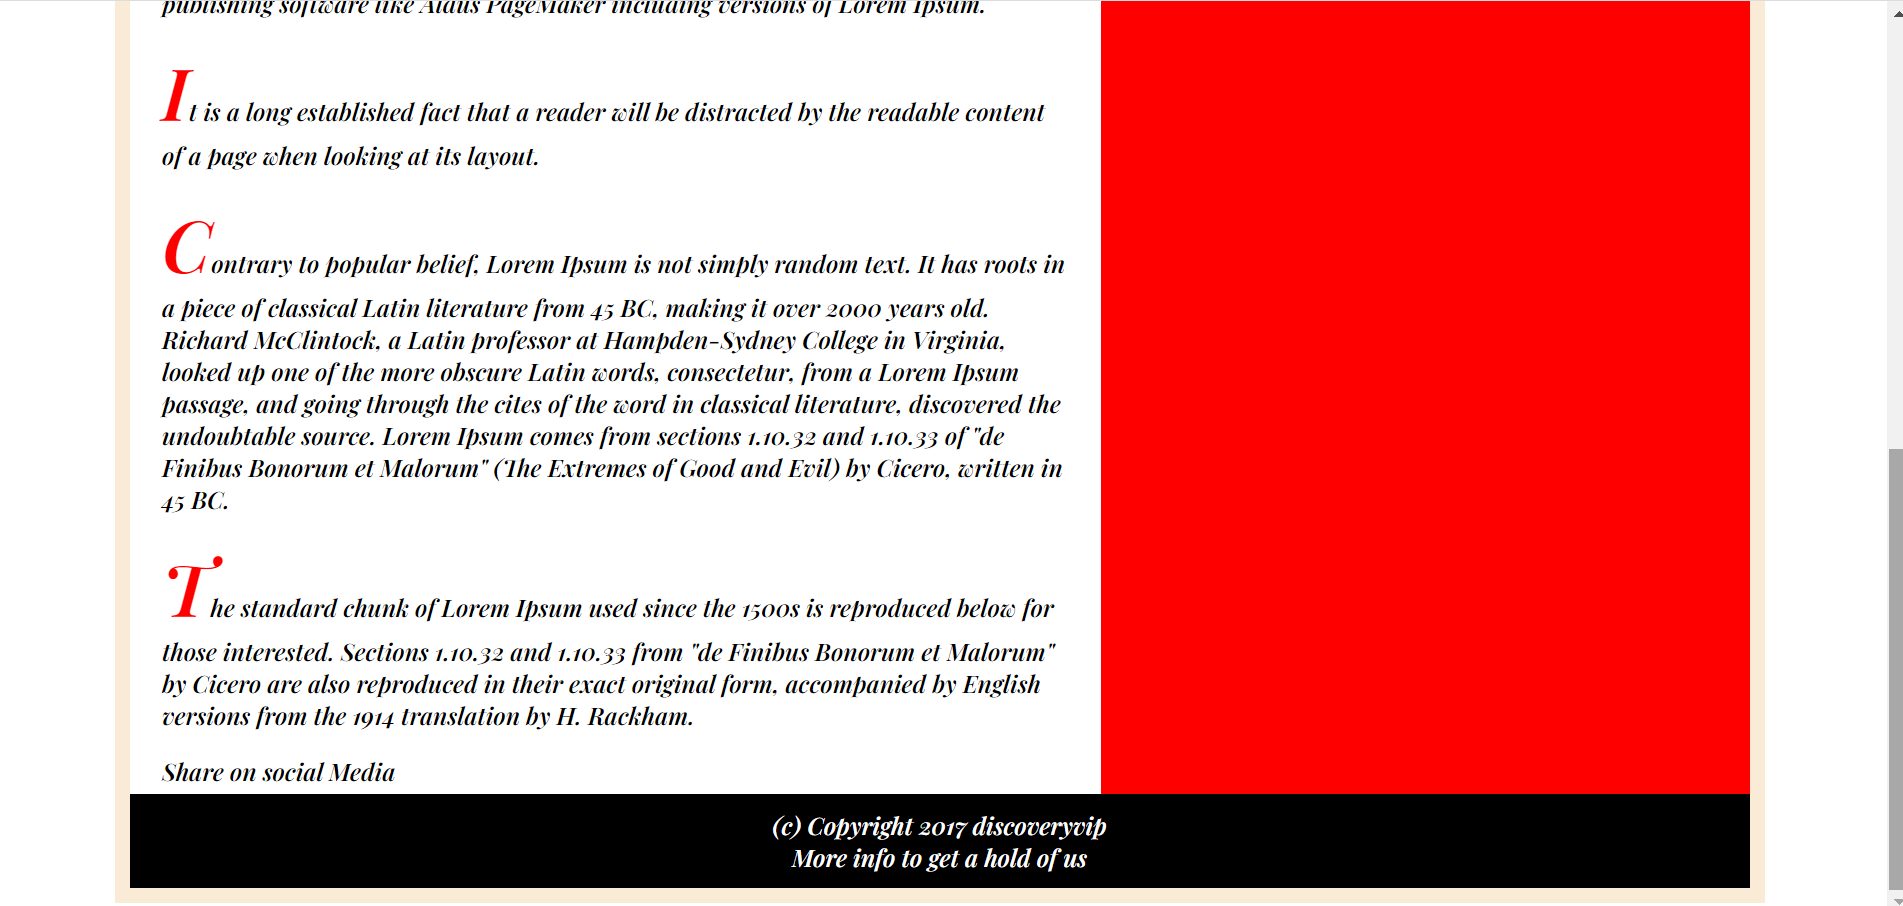 publishing software like Aldus PageMaker including versions of Lorem Ipsum.
It is a long established fact that a reader will be distracted by the readable content
of a page when looking at its layout.
Contrary to popular belief, Lorem Ipsum is not simply random text. It has roots in
a piece of classical Latin literature from 45 BC, making it over 2000 years old.
Richard McClintock, a Latin professor at Hampden-Sydney College in Virginia,
looked up one of the more obscure Latin words, consectetur, from a Lorem Ipsum
passage, and going through the cites of the word in classical literature, discovered the
undoubtable source. Lorem Ipsum comes from sections 1.10.32 and 1.10.33 of "de
Finibus Bonorum et Malorum" (The Extremes of Good and Evil) by Cicero, written in
45 BC.
The standard chunk of Lorem Ipsum used since the 1500s is reproduced below for
those interested. Sections 1.10.32 and 1.10.33 from "de Finibus Bonorum et Malorum"
by Cicero are also reproduced in their exact original form, accompanied by English
versions from the 1914 translation by H. Rackham.
Share on social Media
(c) Copyright 2017 discoveryvip
More info to get a hold of us